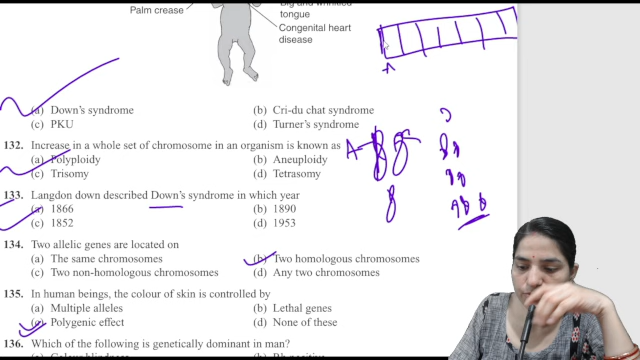 Palm crease
Big and wrinkled
tongue
Congenital heart
disease
A
(a) Down's syndrome (b) Cri-du chat syndrome
(c) PKU (d) Turner's syndrome
132. Increase in a whole set of chromosome in an organism is known as
(a) Polyploidy (b) Aneuploidy
(c) Trisomy (d) Tetrasomy
A
133. Langdon down described Down's syndrome in which year
(a) 1866 (b) 1890
(c) 1852 (d) 1953
134. Two allelic genes are located on
(a) The same chromosomes (b) Two homologous chromosomes
(c) Two non-homologous chromosomes (d) Any two chromosomes
135. In human beings, the colour of skin is controlled by
(a) Multiple alleles (b) Lethal genes
(c) Polygenic effect (d) None of these
136. Which of the following is genetically dominant in man?